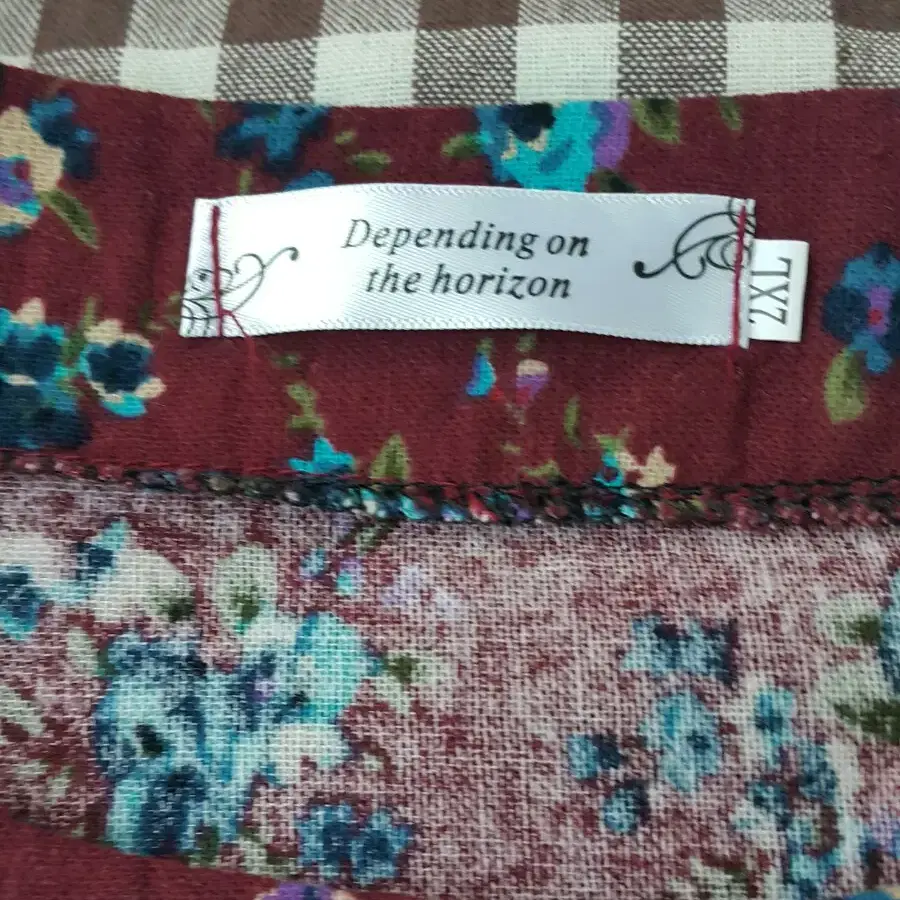 Depending on
the horizon
2XL